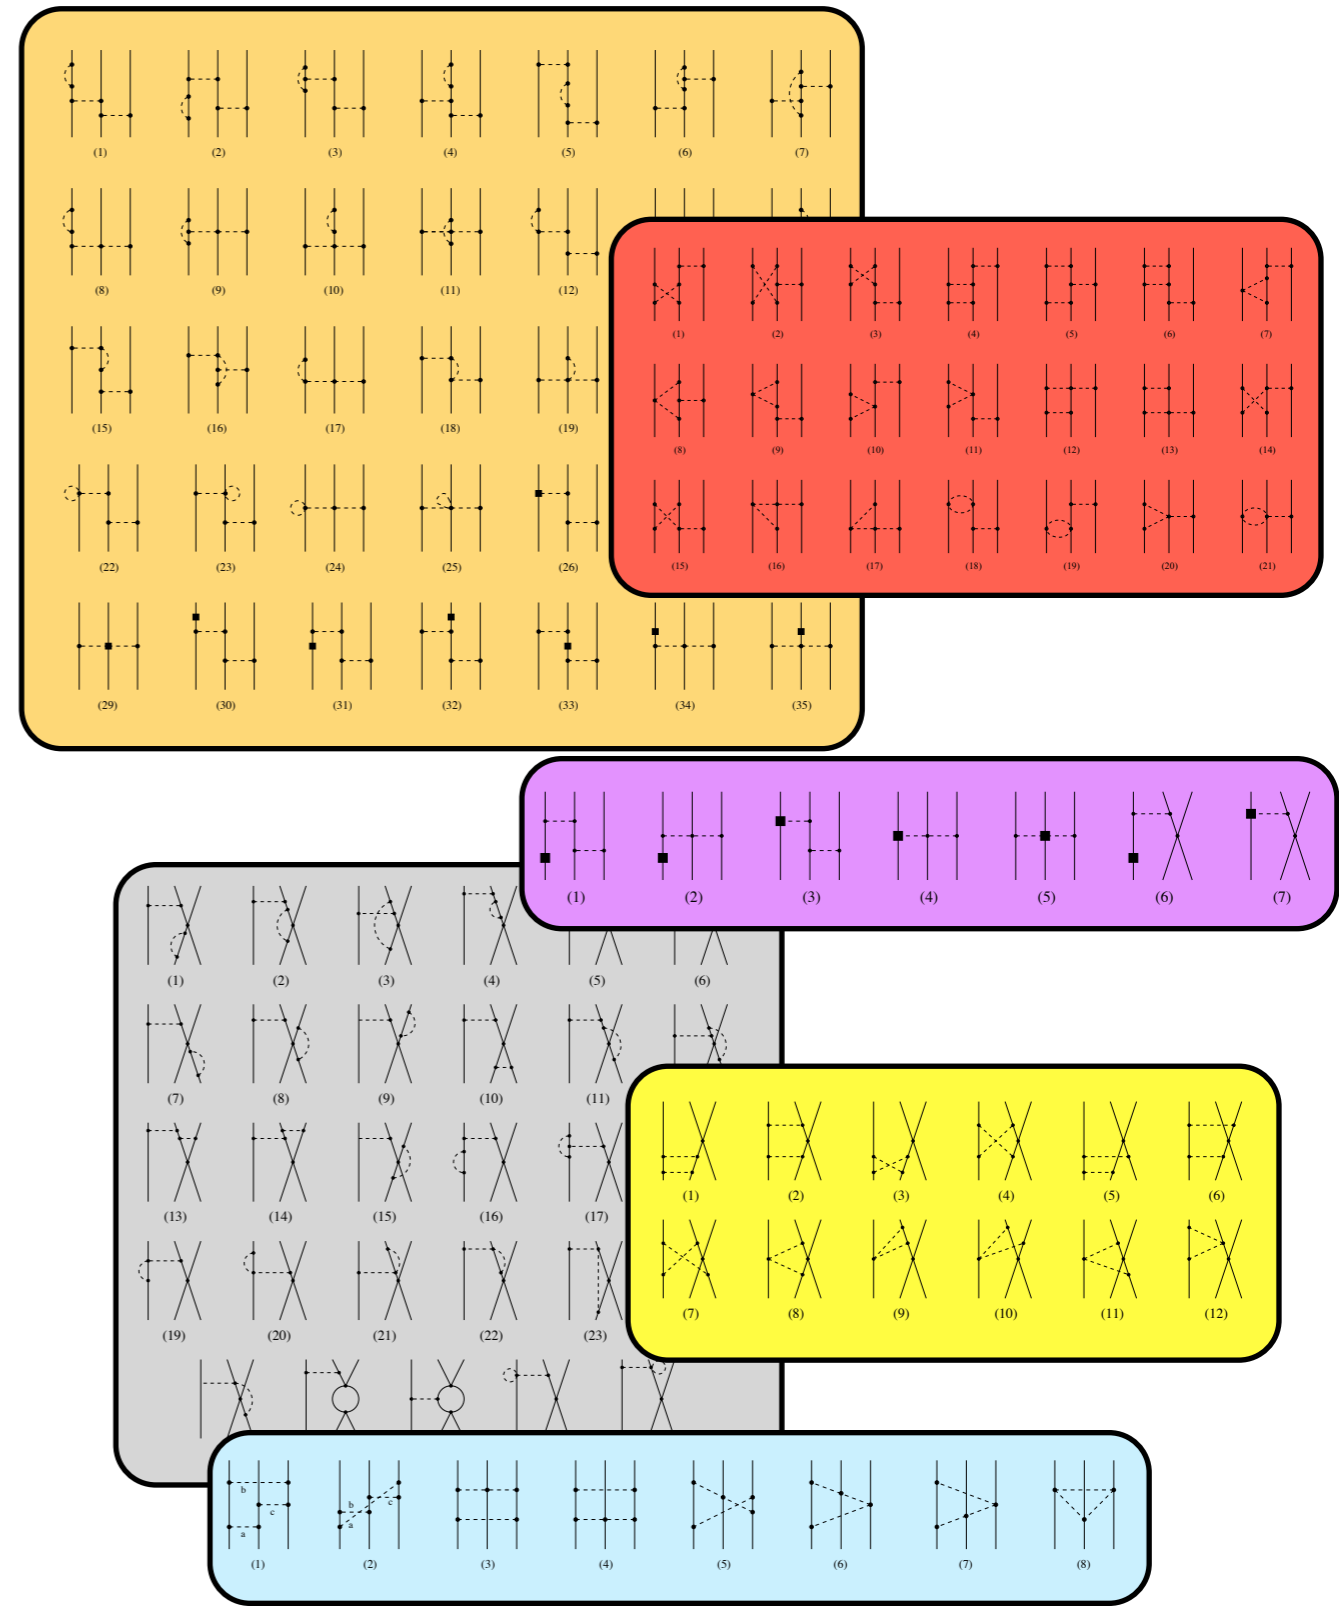 (1) (2) (3) (4) (5) (6) (7)
(8) (9) (10) (11) (12)
(15) (16) (17) (18) (19)
(22) (23) (24) (25) (26)
(29) (30) (31) (32) (33) (34) (35)
(1) (2) (3) (4) (5) (6) (7)
(8) (9) (10) (11) (12) (13) (14)
(15) (16) (17) (18) (19) (20) (21)
(1) (2) (3) (4) (5) (6) (7)
(1) (2) (3) (4) (5) (6)
(7) (8) (9) (10) (11)
(13) (14) (15) (16) (17)
(19) (20) (21) (22) (23)
(1) (2) (3) (4) (5) (6)
(7) (8) (9) (10) (11) (12)
b c a
b c a
(1) (2) (3) (4) (5) (6) (7) (8)